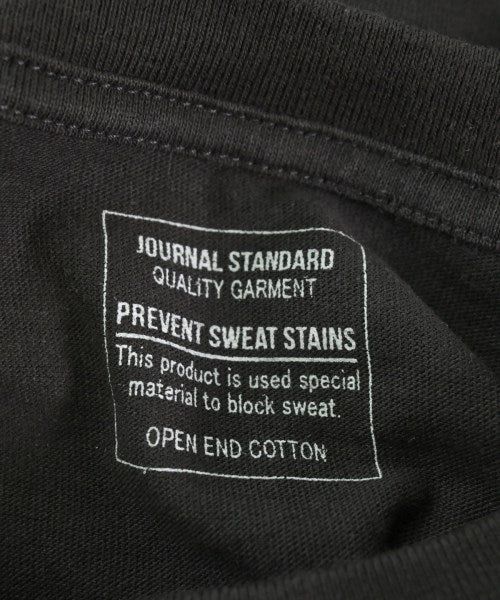 JOURNAL STANDARD
QUALITY GARMENT
PREVENT SWEAT STAINS
This product is used special
material to block sweat.
OPEN END COTTON